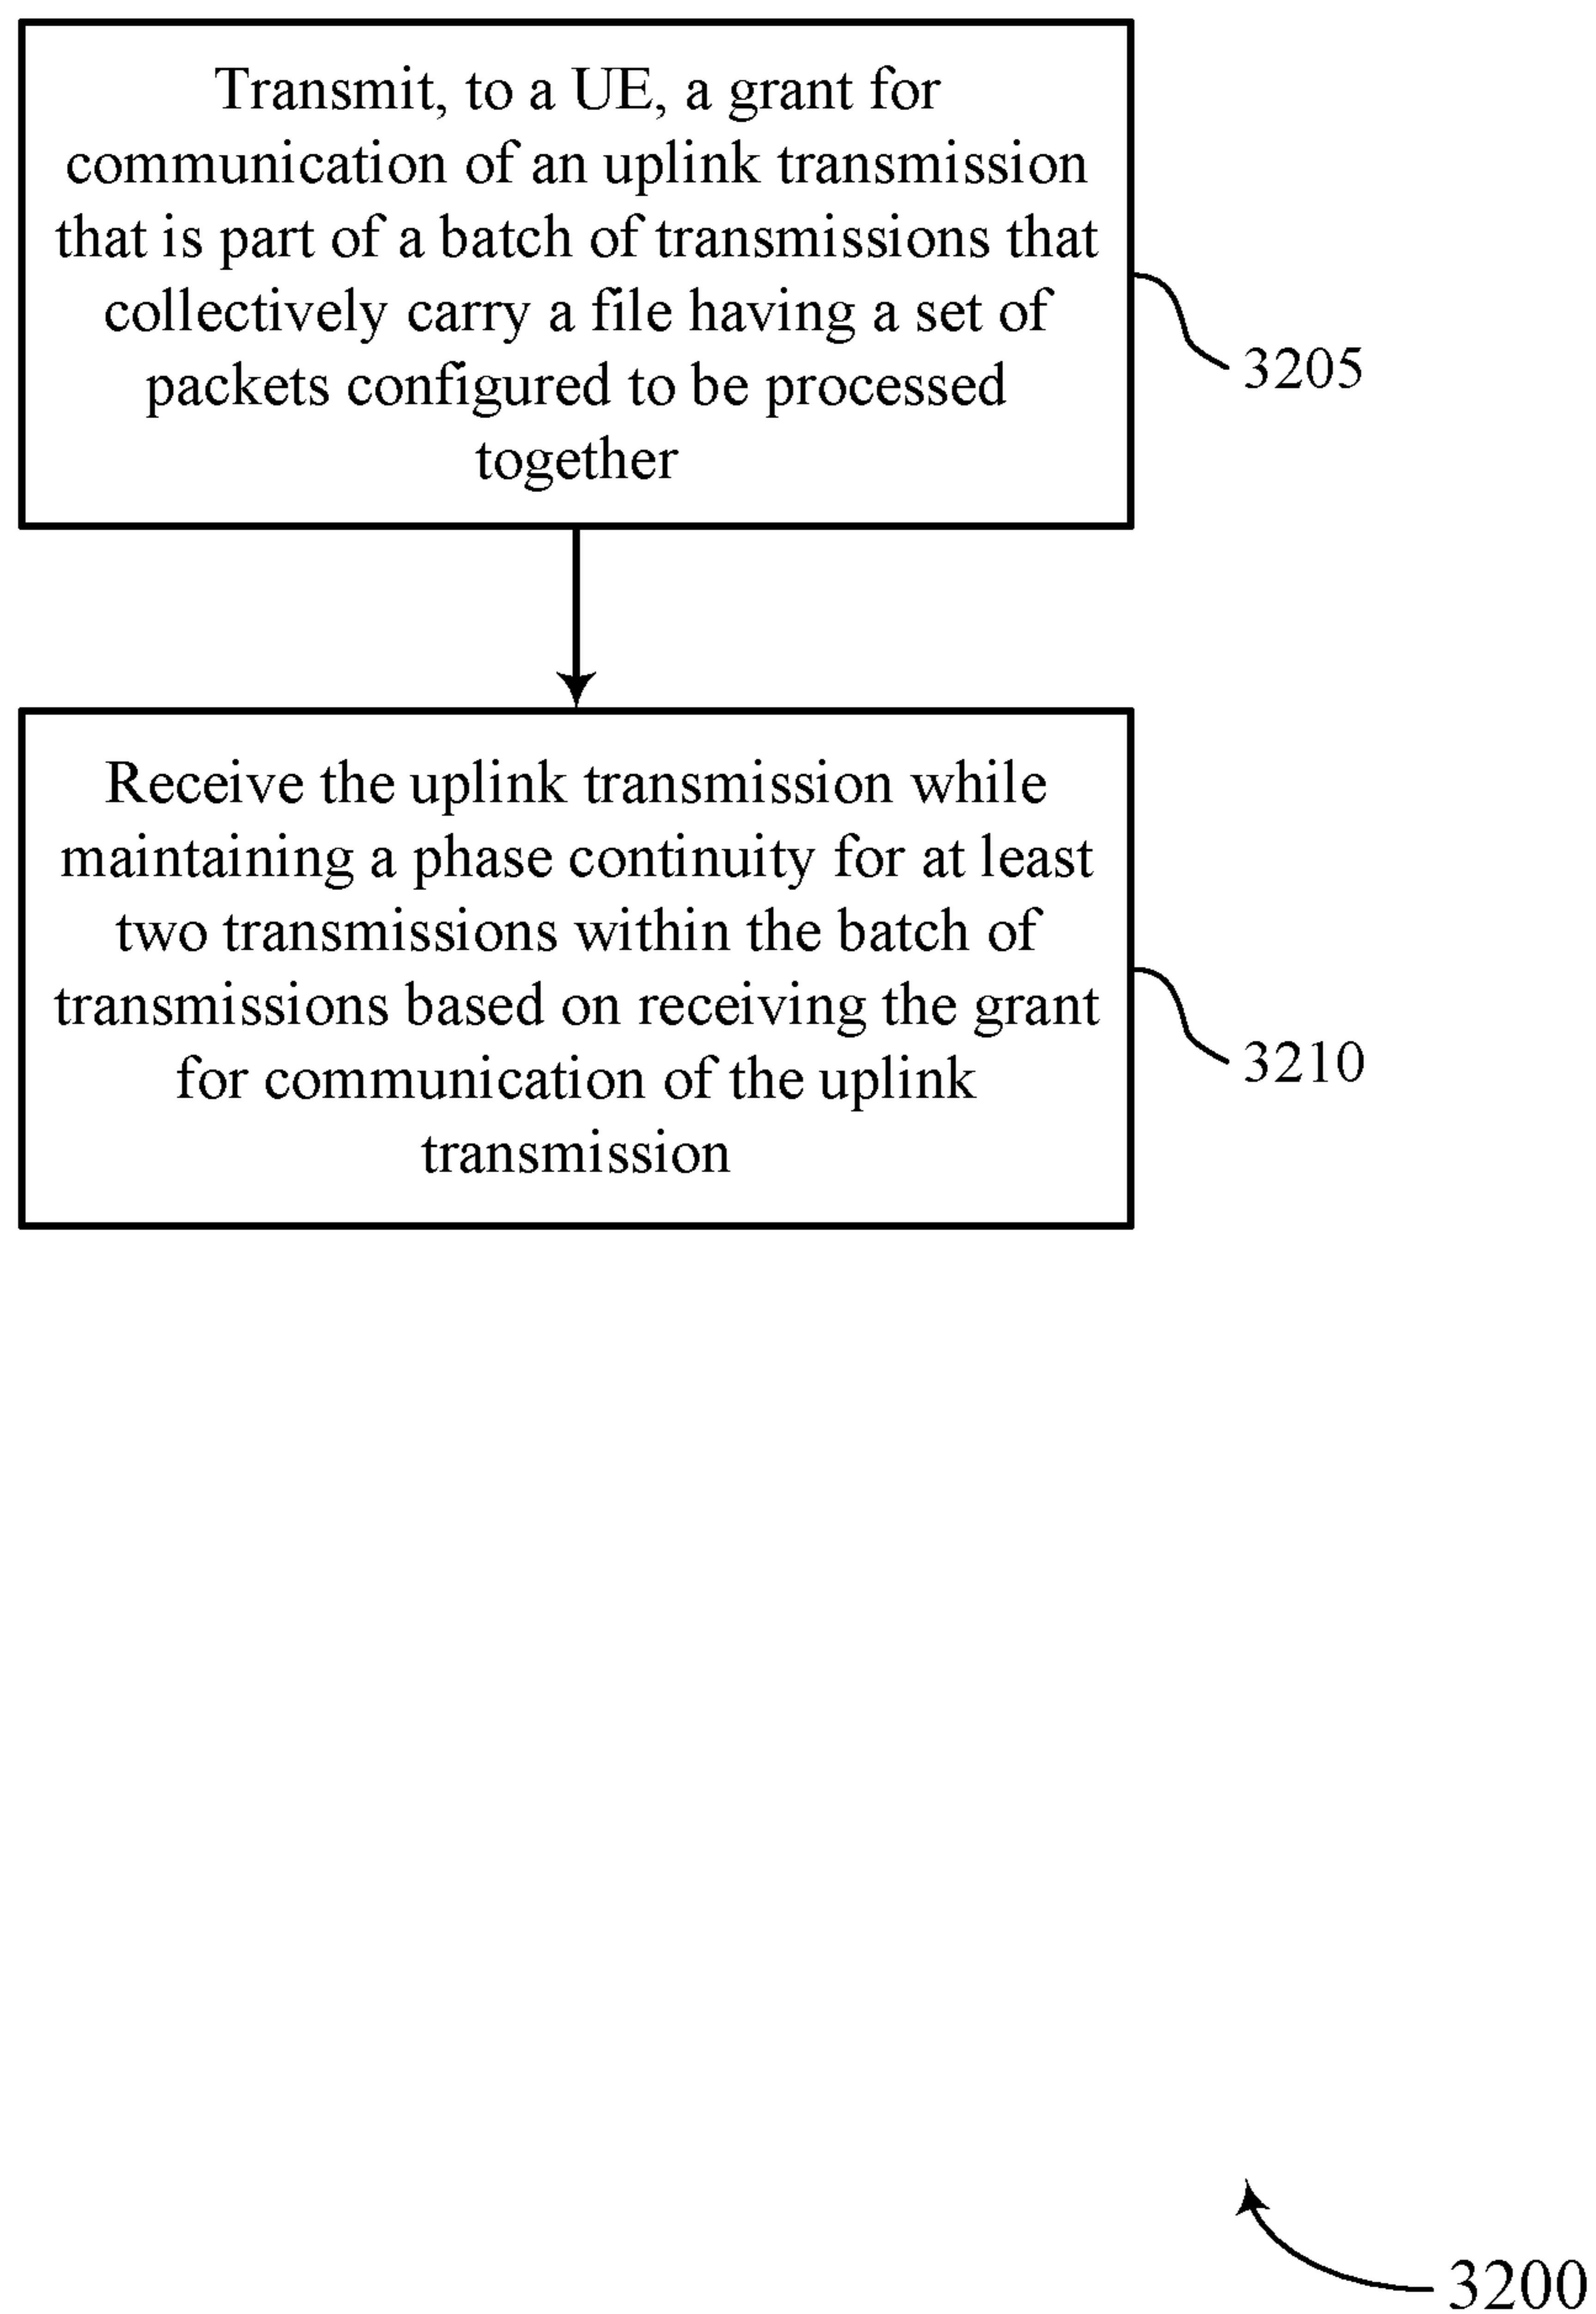 Transmit, to a UE, a grant for
communication of an uplink transmission
that is part of a batch of transmissions that
collectively carry a file having a set of
packets configured to be processed
together
3205
Receive the uplink transmission while
maintaining a phase continuity for at least
two transmissions within the batch of
transmissions based on receiving the grant
for communication of the uplink
transmission
3210
3200